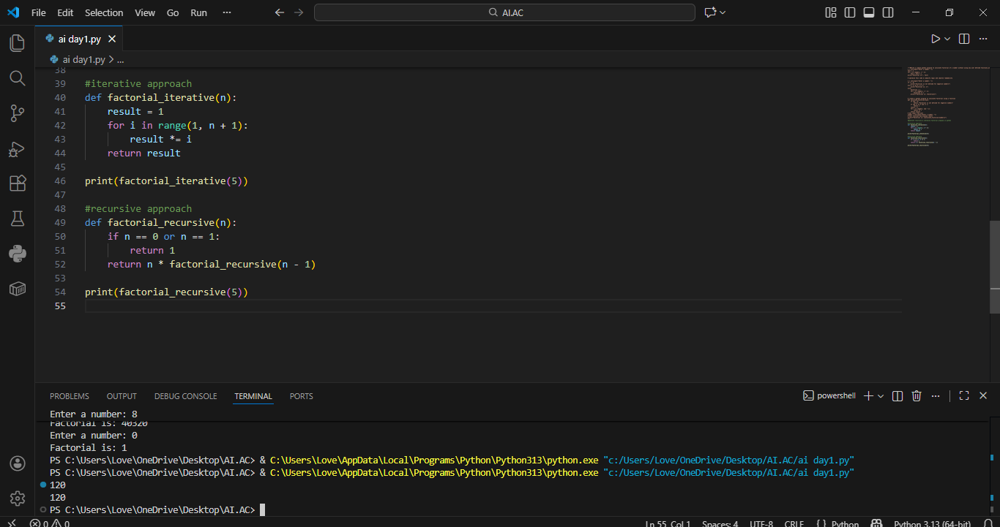 File Edit Selection View Go Run ··· AI.AC
ai day1.py
ai day1.py > ...
38
39 #iterative approach
40 def factorial_iterative(n):
41     result = 1
42     for i in range(1, n + 1):
43         result *= i
44     return result
45
46 print(factorial_iterative(5))
47
48 #recursive approach
49 def factorial_recursive(n):
50     if n == 0 or n == 1:
51         return 1
52     return n * factorial_recursive(n - 1)
53
54 print(factorial_recursive(5))
55
PROBLEMS OUTPUT DEBUG CONSOLE TERMINAL PORTS powershell
Enter a number: 8
Factorial is: 40320
Enter a number: 0
Factorial is: 1
PS C:\Users\Love\OneDrive\Desktop\AI.AC> & C:\Users\Love\AppData\Local\Programs\Python\Python313\python.exe "c:/Users/Love/OneDrive/Desktop/AI.AC/ai day1.py"
PS C:\Users\Love\OneDrive\Desktop\AI.AC> & C:\Users\Love\AppData\Local\Programs\Python\Python313\python.exe "c:/Users/Love/OneDrive/Desktop/AI.AC/ai day1.py"
120
120
PS C:\Users\Love\OneDrive\Desktop\AI.AC>
0 0 Ln 55, Col 1 Spaces: 4 UTF-8 CRLF { } Python Python 3.13 (64-bit)